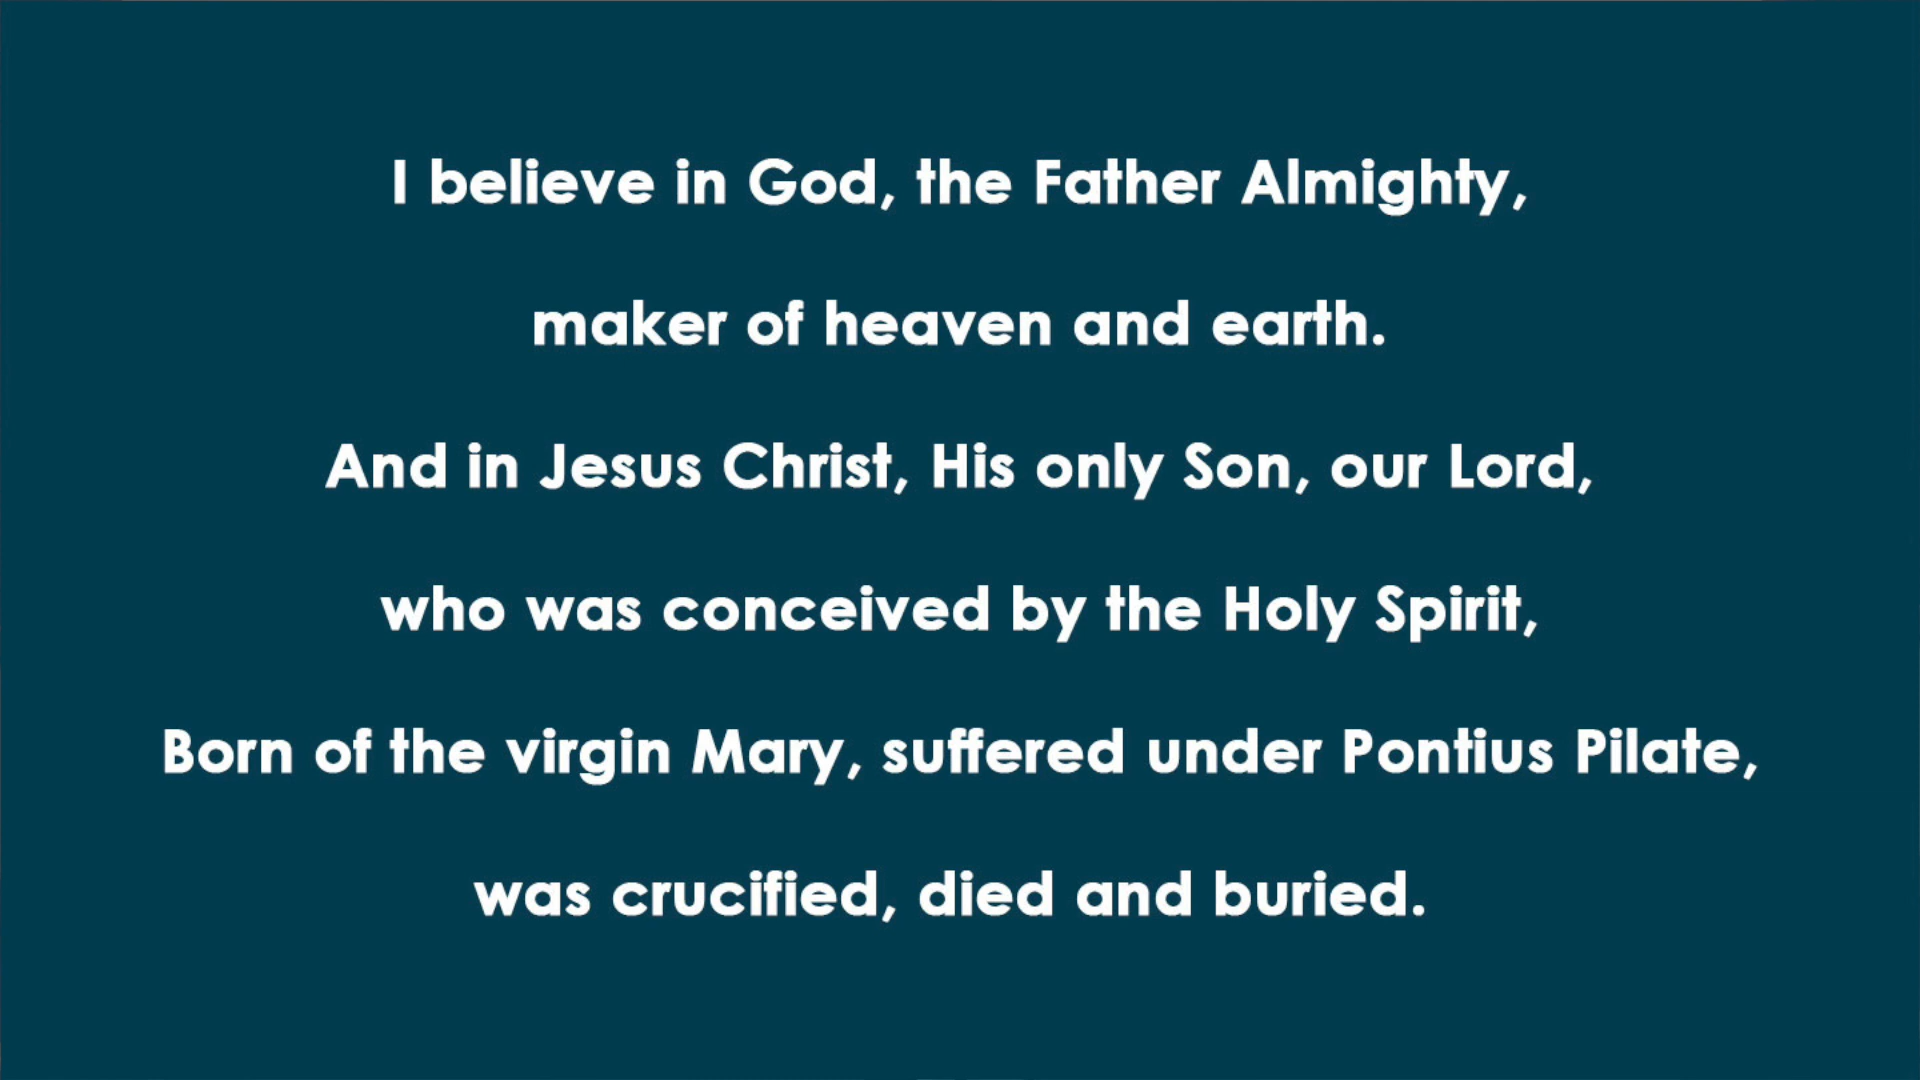 I believe in God, the Father Almighty,
maker of heaven and earth.
And in Jesus Christ, His only Son, our Lord,
who was conceived by the Holy Spirit,
Born of the virgin Mary, suffered under Pontius Pilate,
was crucified, died and buried.